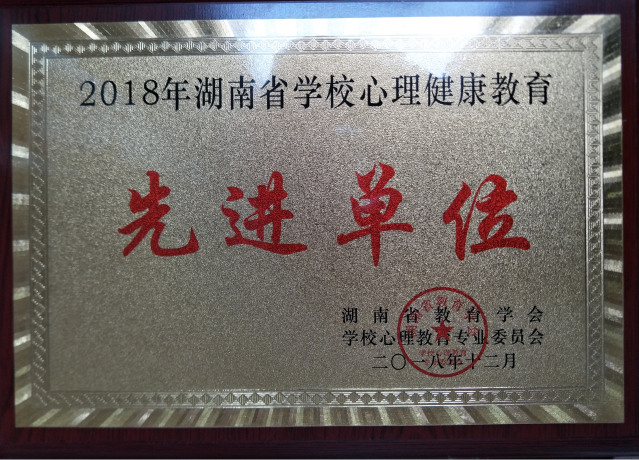 2018年湖南省学校心理健康教育
先进单位
湖南省教育学会
学校心理教育专业委员会
二〇一八年十二月